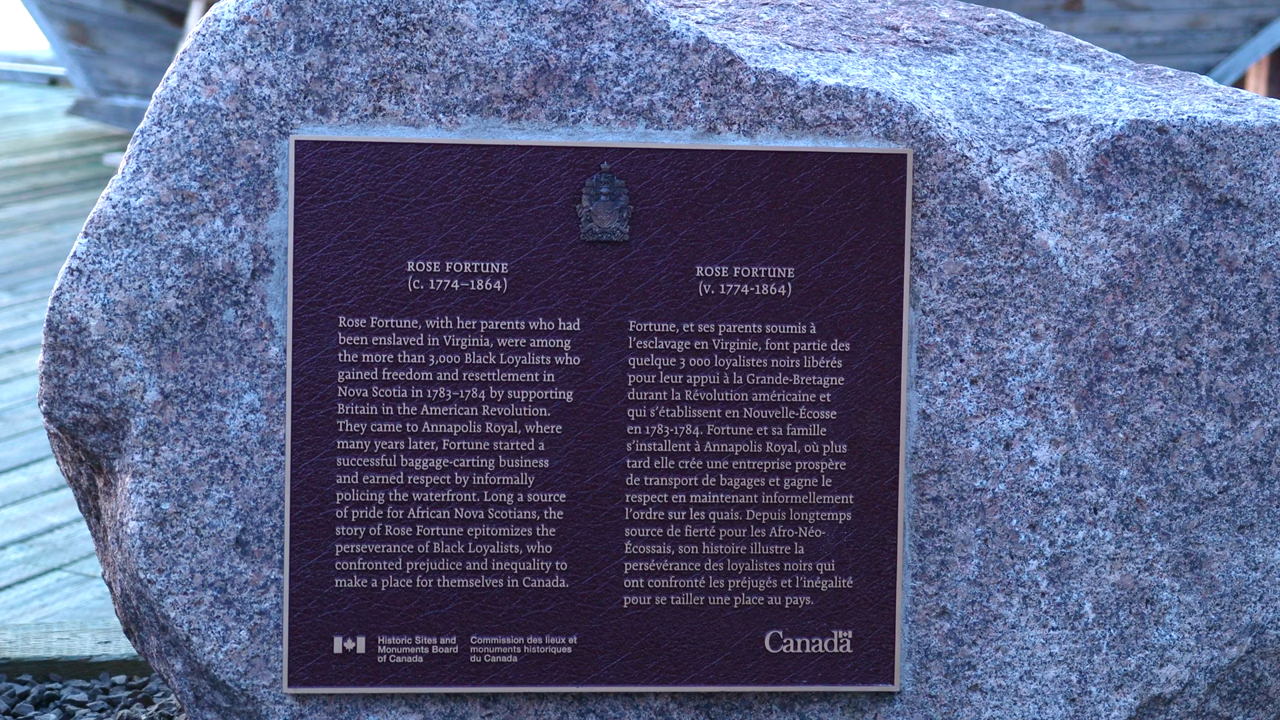 ROSE FORTUNE
(c. 1774–1864)
Rose Fortune, with her parents who had
been enslaved in Virginia, were among
the more than 3,000 Black Loyalists who
gained freedom and resettlement in
Nova Scotia in 1783–1784 by supporting
Britain in the American Revolution.
They came to Annapolis Royal, where
many years later, Fortune started a
successful baggage-carting business
and earned respect by informally
policing the waterfront. Long a source
of pride for African Nova Scotians, the
story of Rose Fortune epitomizes the
perseverance of Black Loyalists, who
confronted prejudice and inequality to
make a place for themselves in Canada.
ROSE FORTUNE
(v. 1774-1864)
Fortune, et ses parents soumis à
l'esclavage en Virginie, font partie des
quelque 3 000 loyalistes noirs libérés
pour leur appui à la Grande-Bretagne
durant la Révolution américaine et
qui s'établissent en Nouvelle-Écosse
en 1783-1784. Fortune et sa famille
s'installent à Annapolis Royal, où plus
tard elle crée une entreprise prospère
de transport de bagages et gagne le
respect en maintenant informellement
l'ordre sur les quais. Depuis longtemps
source de fierté pour les Afro-Néo-
Écossais, son histoire illustre la
persévérance des loyalistes noirs qui
ont confronté les préjugés et l'inégalité
pour se tailler une place au pays.
Historic Sites and
Monuments Board
of Canada
Commission des lieux et
monuments historiques
du Canada
Canada